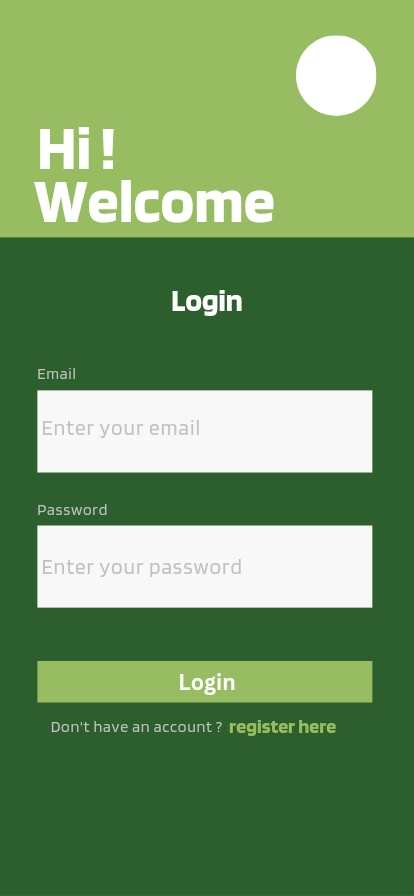 Hi !
Welcome
Login
Email
Enter your email
Password
Enter your password
Login
Don't have an account ? register here